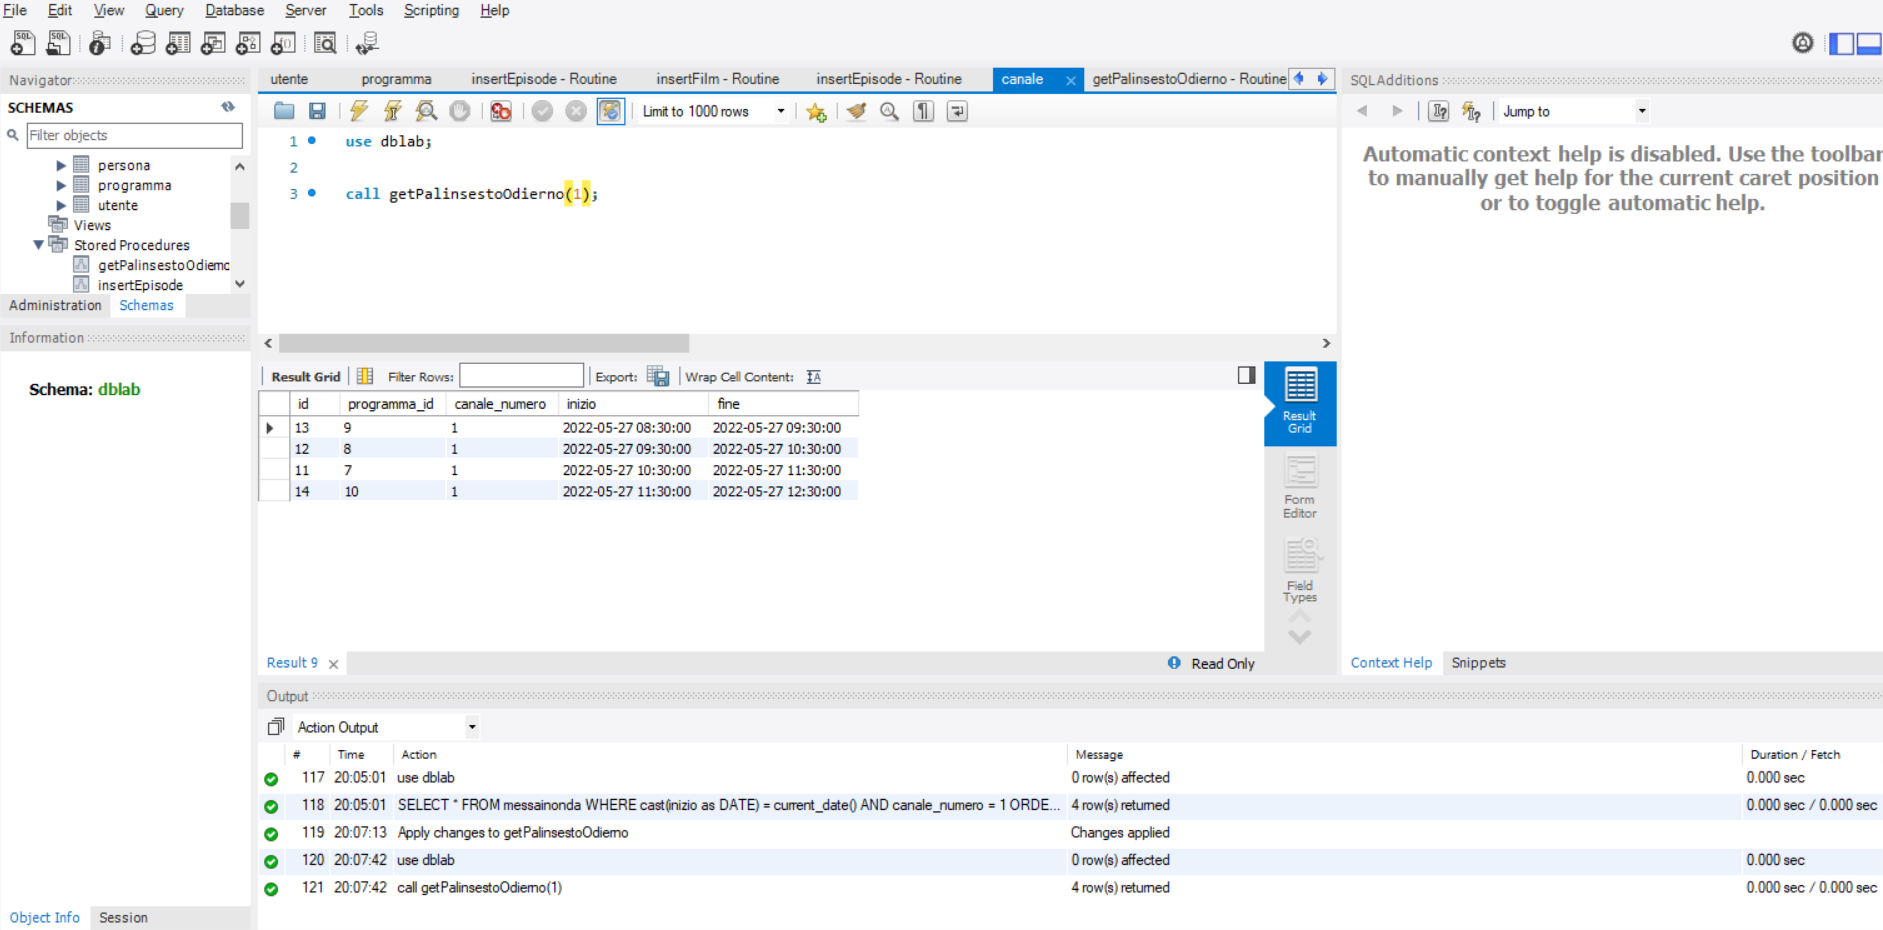 File Edit View Query Database Server Tools Scripting Help
Navigator
SCHEMAS
Filter objects
persona
programma
utente
Views
Stored Procedures
getPalinsestoOdierno
insertEpisode
Administration Schemas
Information
Schema: dblab
Object Info Session
utente programma insertEpisode - Routine insertFilm - Routine insertEpisode - Routine canale getPalinsestoOdierno - Routine
Limit to 1000 rows
1 use dblab;
2
3 call getPalinsestoOdierno(1);
Result Grid Filter Rows: Export: Wrap Cell Content:
id programma_id canale_numero inizio fine
13 9 1 2022-05-27 08:30:00 2022-05-27 09:30:00
12 8 1 2022-05-27 09:30:00 2022-05-27 10:30:00
11 7 1 2022-05-27 10:30:00 2022-05-27 11:30:00
14 10 1 2022-05-27 11:30:00 2022-05-27 12:30:00
Result
Grid
Form
Editor
Field
Types
Result 9 Read Only
SQLAdditions
Jump to
Automatic context help is disabled. Use the toolbar
to manually get help for the current caret position
or to toggle automatic help.
Context Help Snippets
Output
Action Output
# Time Action Message Duration / Fetch
117 20:05:01 use dblab 0 row(s) affected 0.000 sec
118 20:05:01 SELECT * FROM messainonda WHERE cast(inizio as DATE) = current_date() AND canale_numero = 1 ORDE... 4 row(s) returned 0.000 sec / 0.000 sec
119 20:07:13 Apply changes to getPalinsestoOdierno Changes applied
120 20:07:42 use dblab 0 row(s) affected 0.000 sec
121 20:07:42 call getPalinsestoOdierno(1) 4 row(s) returned 0.000 sec / 0.000 sec